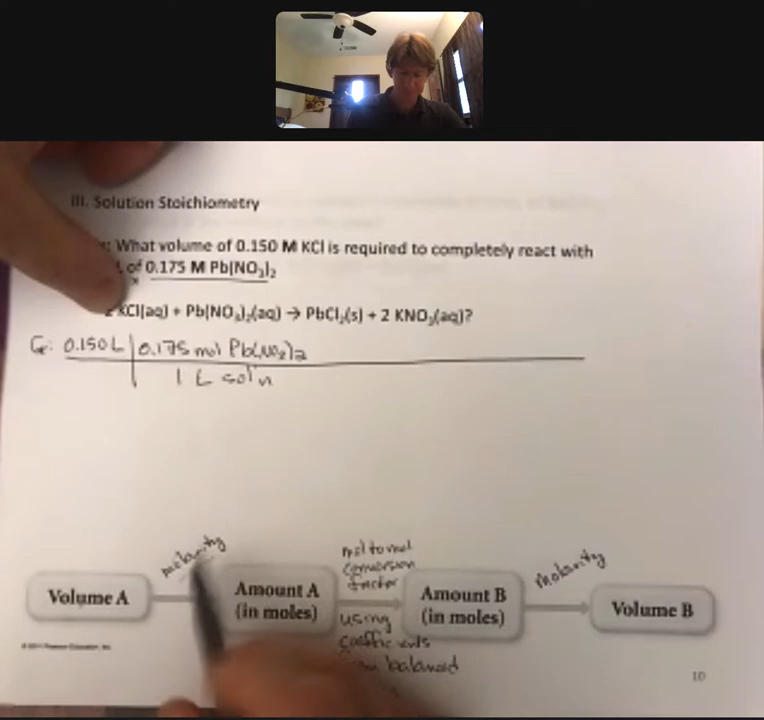 III. Solution Stoichiometry
What volume of 0.150 M KCl is required to completely react with
of 0.175 M Pb(NO3)2
2 KCl(aq) + Pb(NO3)2(aq) → PbCl2(s) + 2 KNO3(aq)?
G: 0.150 L | 0.175 mol Pb(NO3)2
1 L sol'n
molarity
mol to mol
conversion
factor
molarity
Volume A
Amount A
(in moles)
Amount B
(in moles)
Volume B
using
coefficients
balanced
10